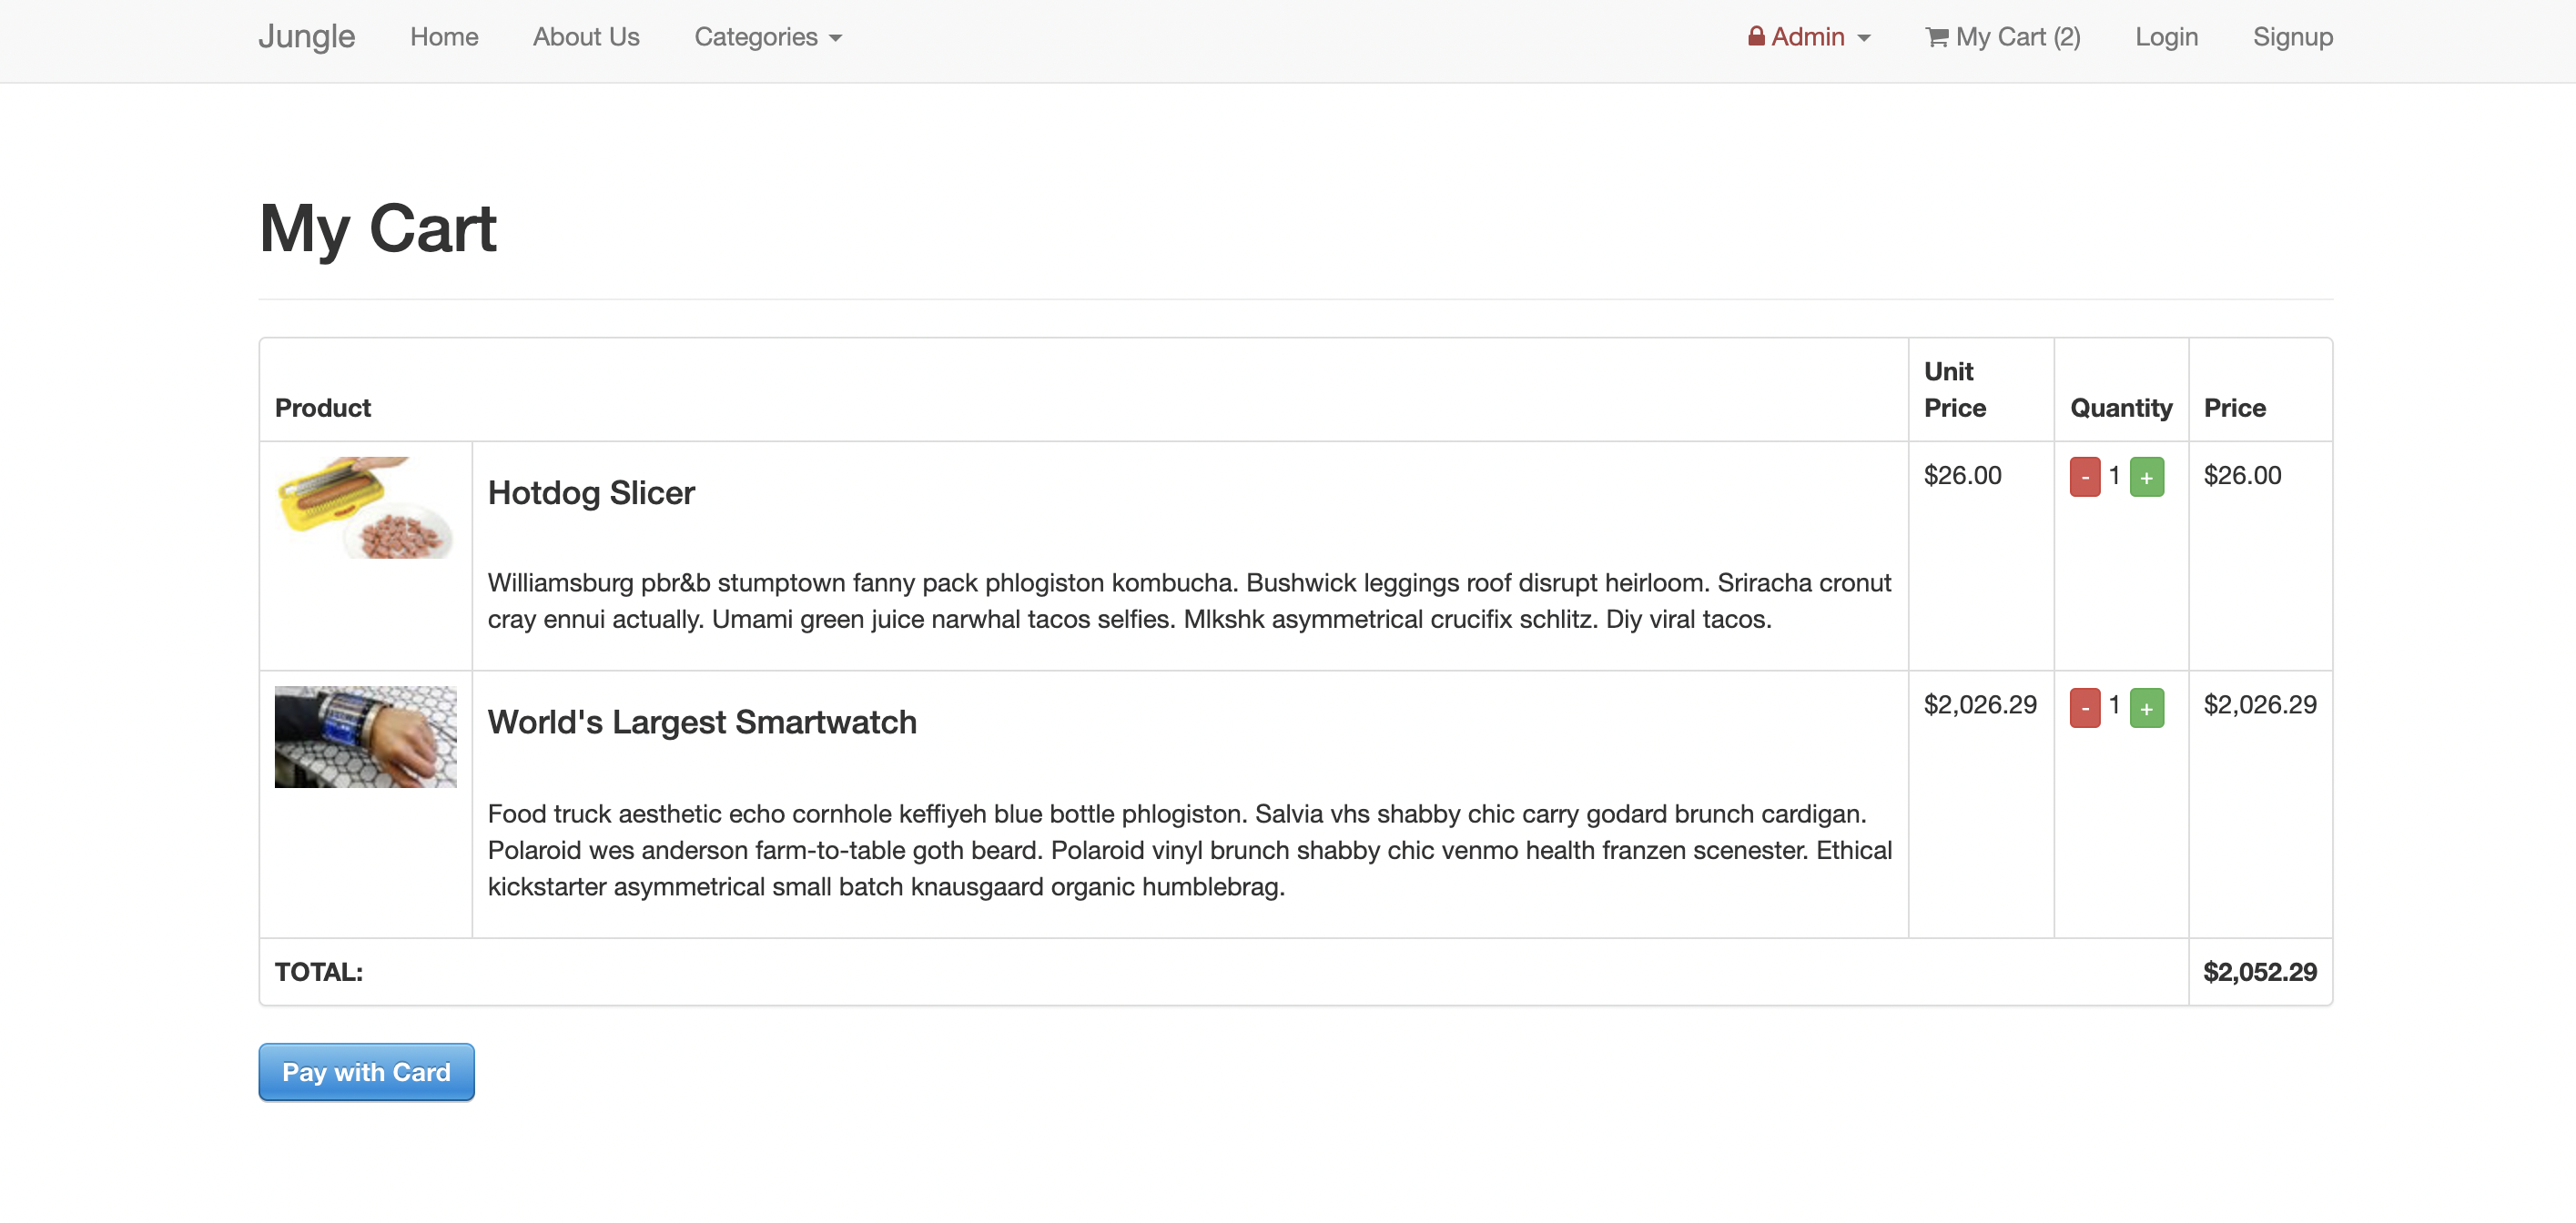 Jungle Home About Us Categories Admin My Cart (2) Login Signup
My Cart
Product Unit Price Quantity Price
Hotdog Slicer $26.00 - 1 + $26.00
Williamsburg pbr&b stumptown fanny pack phlogiston kombucha. Bushwick leggings roof disrupt heirloom. Sriracha cronut
cray ennui actually. Umami green juice narwhal tacos selfies. Mlkshk asymmetrical crucifix schlitz. Diy viral tacos.
World's Largest Smartwatch $2,026.29 - 1 + $2,026.29
Food truck aesthetic echo cornhole keffiyeh blue bottle phlogiston. Salvia vhs shabby chic carry godard brunch cardigan.
Polaroid wes anderson farm-to-table goth beard. Polaroid vinyl brunch shabby chic venmo health franzen scenester. Ethical
kickstarter asymmetrical small batch knausgaard organic humblebrag.
TOTAL: $2,052.29
Pay with Card